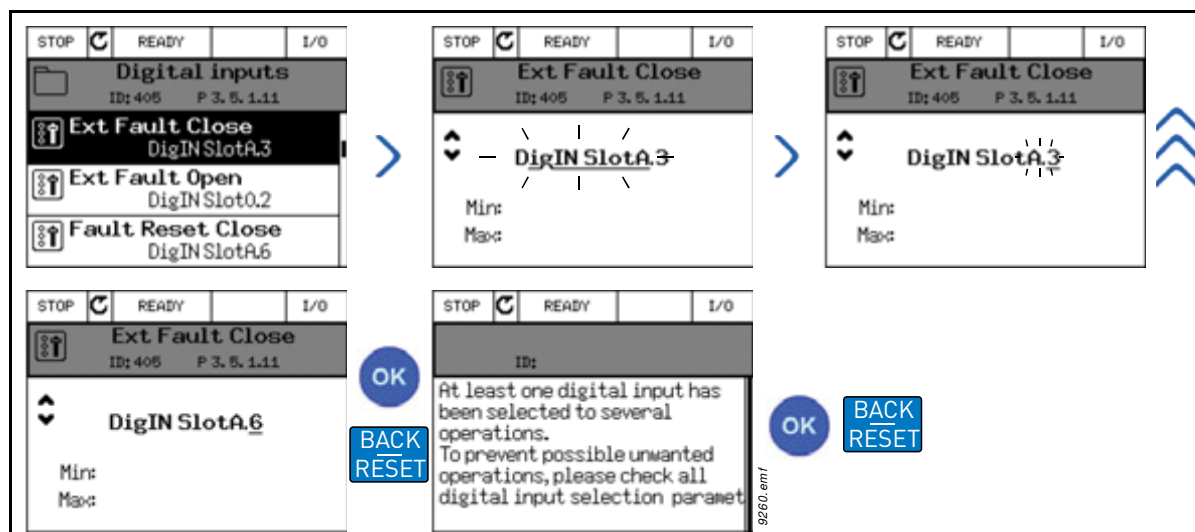 STOP READY I/O
Digital inputs
ID: 405 P 3. 5. 1.11
Ext Fault Close
DigIN SlotA.3
Ext Fault Open
DigIN Slot0.2
Fault Reset Close
DigIN SlotA.6
STOP READY I/O
Ext Fault Close
ID: 405 P 3. 5. 1.11
DigIN SlotA.3
Min:
Max:
STOP READY I/O
Ext Fault Close
ID: 405 P 3. 5. 1.11
DigIN SlotA.3
Min:
Max:
STOP READY I/O
Ext Fault Close
ID: 405 P 3. 5. 1.11
DigIN SlotA.6
Min:
Max:
OK
BACK
RESET
STOP READY I/O
ID:
At least one digital input has
been selected to several
operations.
To prevent possible unwanted
operations, please check all
digital input selection paramet
OK
BACK
RESET
9260.emf